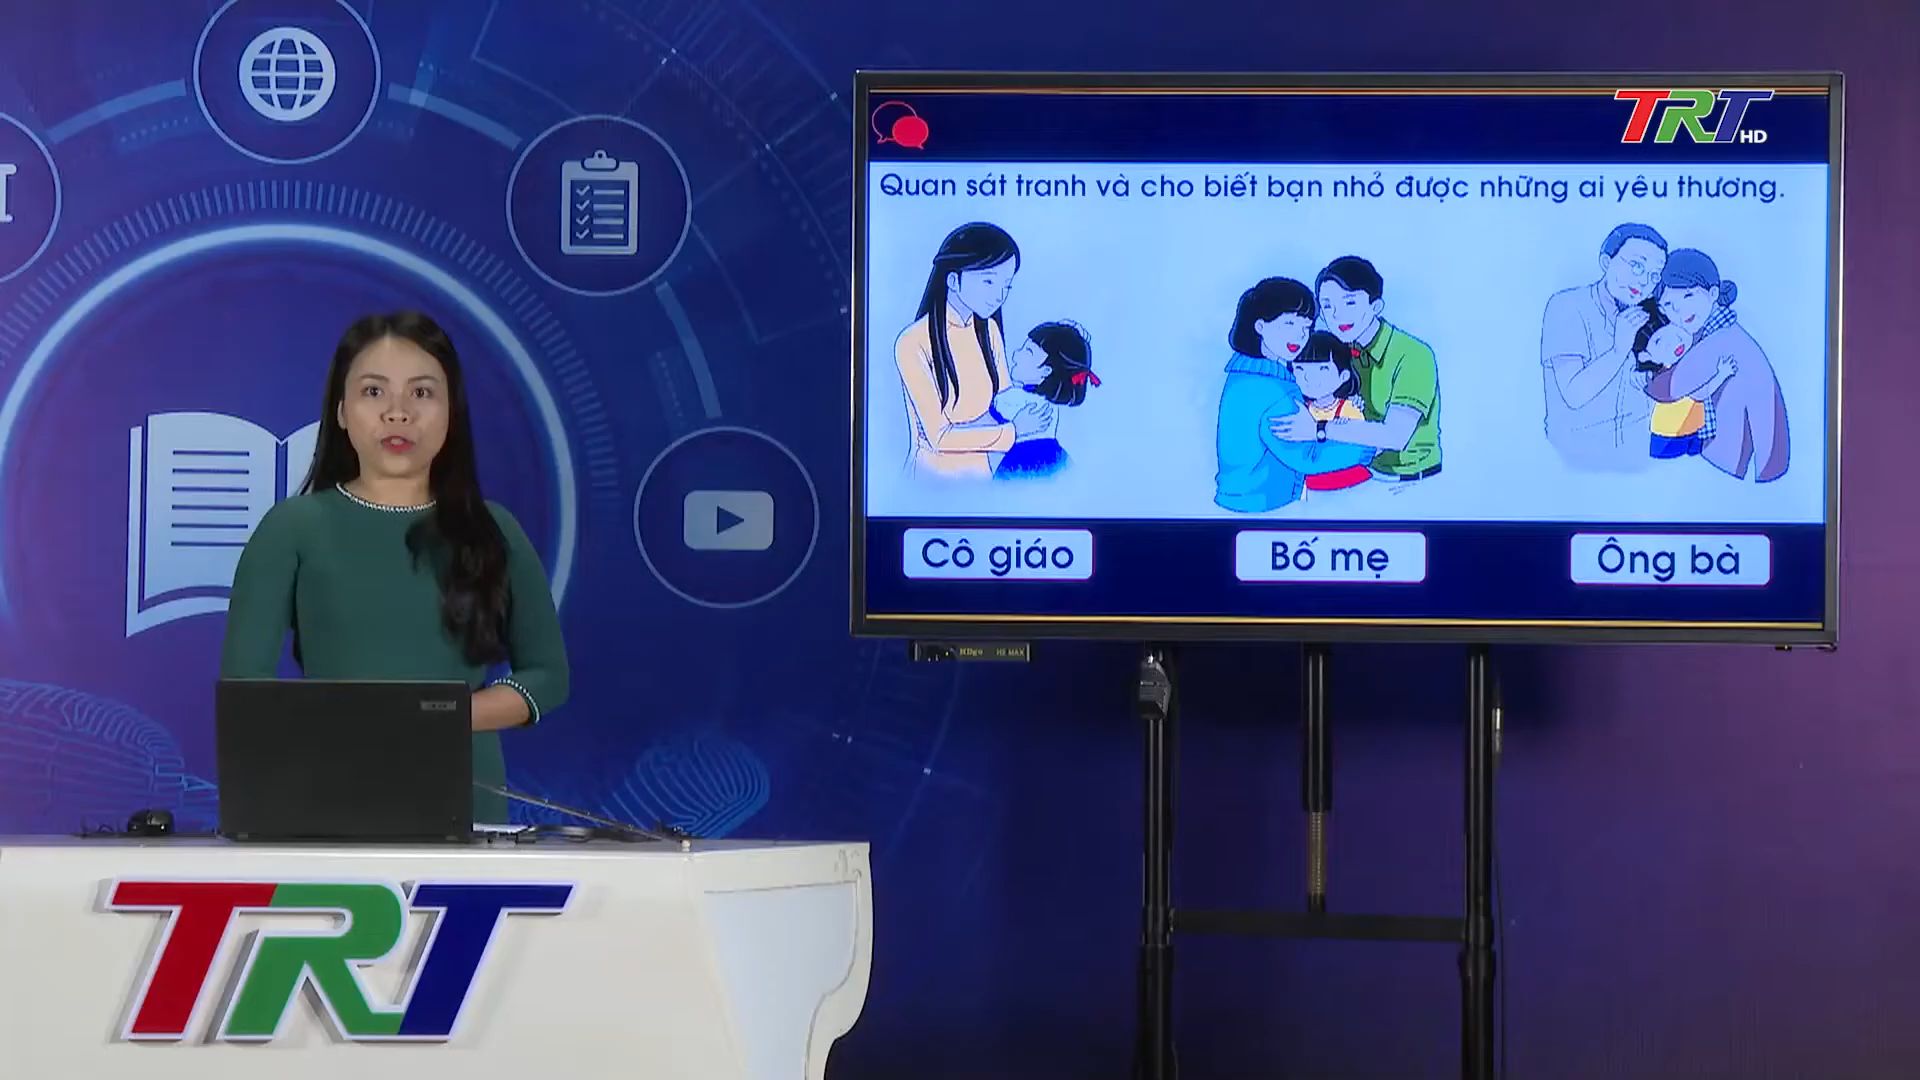 TRT HD
Quan sát tranh và cho biết bạn nhỏ được những ai yêu thương.
Cô giáo
Bố mẹ
Ông bà
TRT